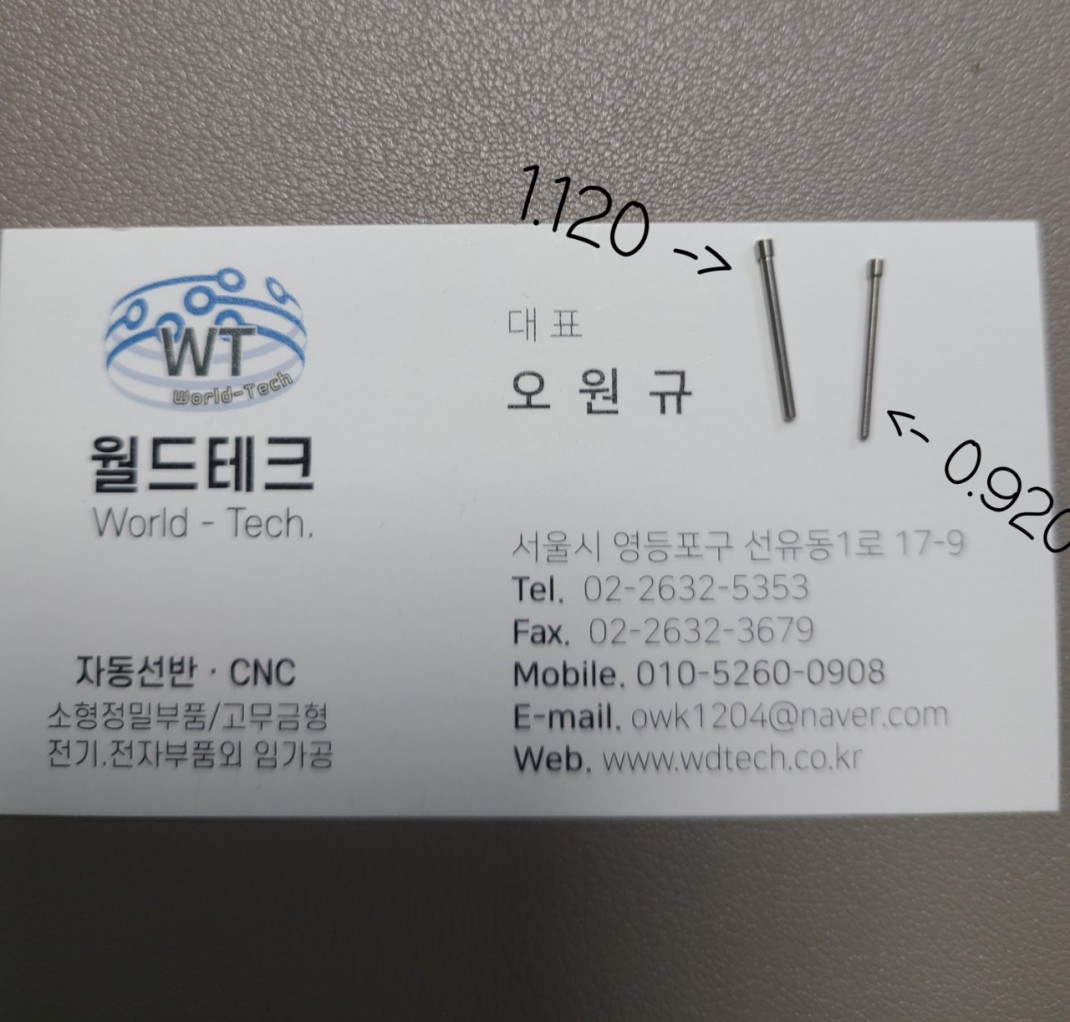 1.120 ->
WT
World-Tech
월드테크
World - Tech.
자동선반 · CNC
소형정밀부품/고무금형
전기.전자부품외 임가공
대 표
오 원 규
<- 0.920
서울시 영등포구 선유동1로 17-9
Tel. 02-2632-5353
Fax. 02-2632-3679
Mobile. 010-5260-0908
E-mail. owk1204@naver.com
Web. www.wdtech.co.kr